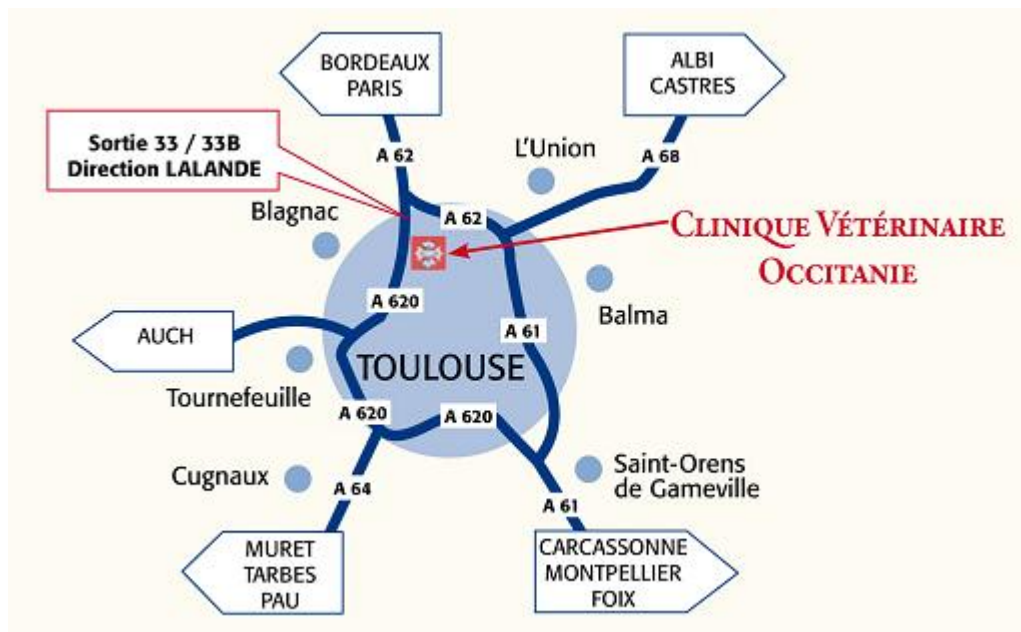 BORDEAUX
PARIS
ALBI
CASTRES
Sortie 33 / 33B
Direction LALANDE
A 62
L'Union
A 68
Blagnac
A 62
CLINIQUE VÉTÉRINAIRE
OCCITANIE
A 620
Balma
AUCH
A 61
TOULOUSE
Tournefeuille
A 620
A 620
Cugnaux
A 64
Saint-Orens
de Gameville
A 61
MURET
TARBES
PAU
CARCASSONNE
MONTPELLIER
FOIX